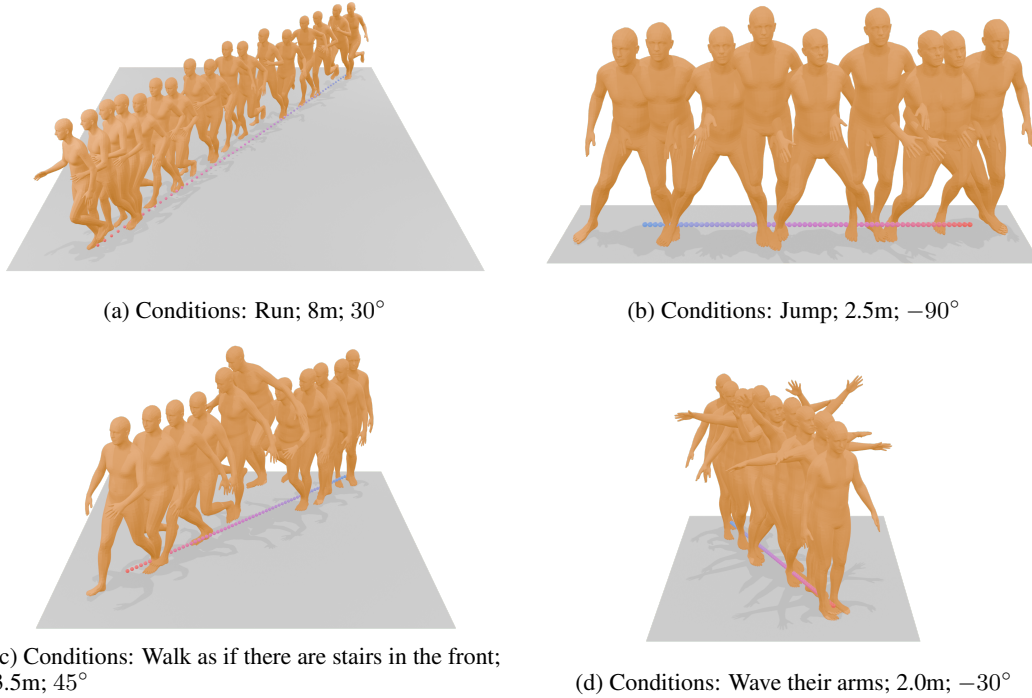 (a) Conditions: Run; 8m; 30°
(b) Conditions: Jump; 2.5m; −90°
c) Conditions: Walk as if there are stairs in the front;
.5m; 45°
(d) Conditions: Wave their arms; 2.0m; −30°